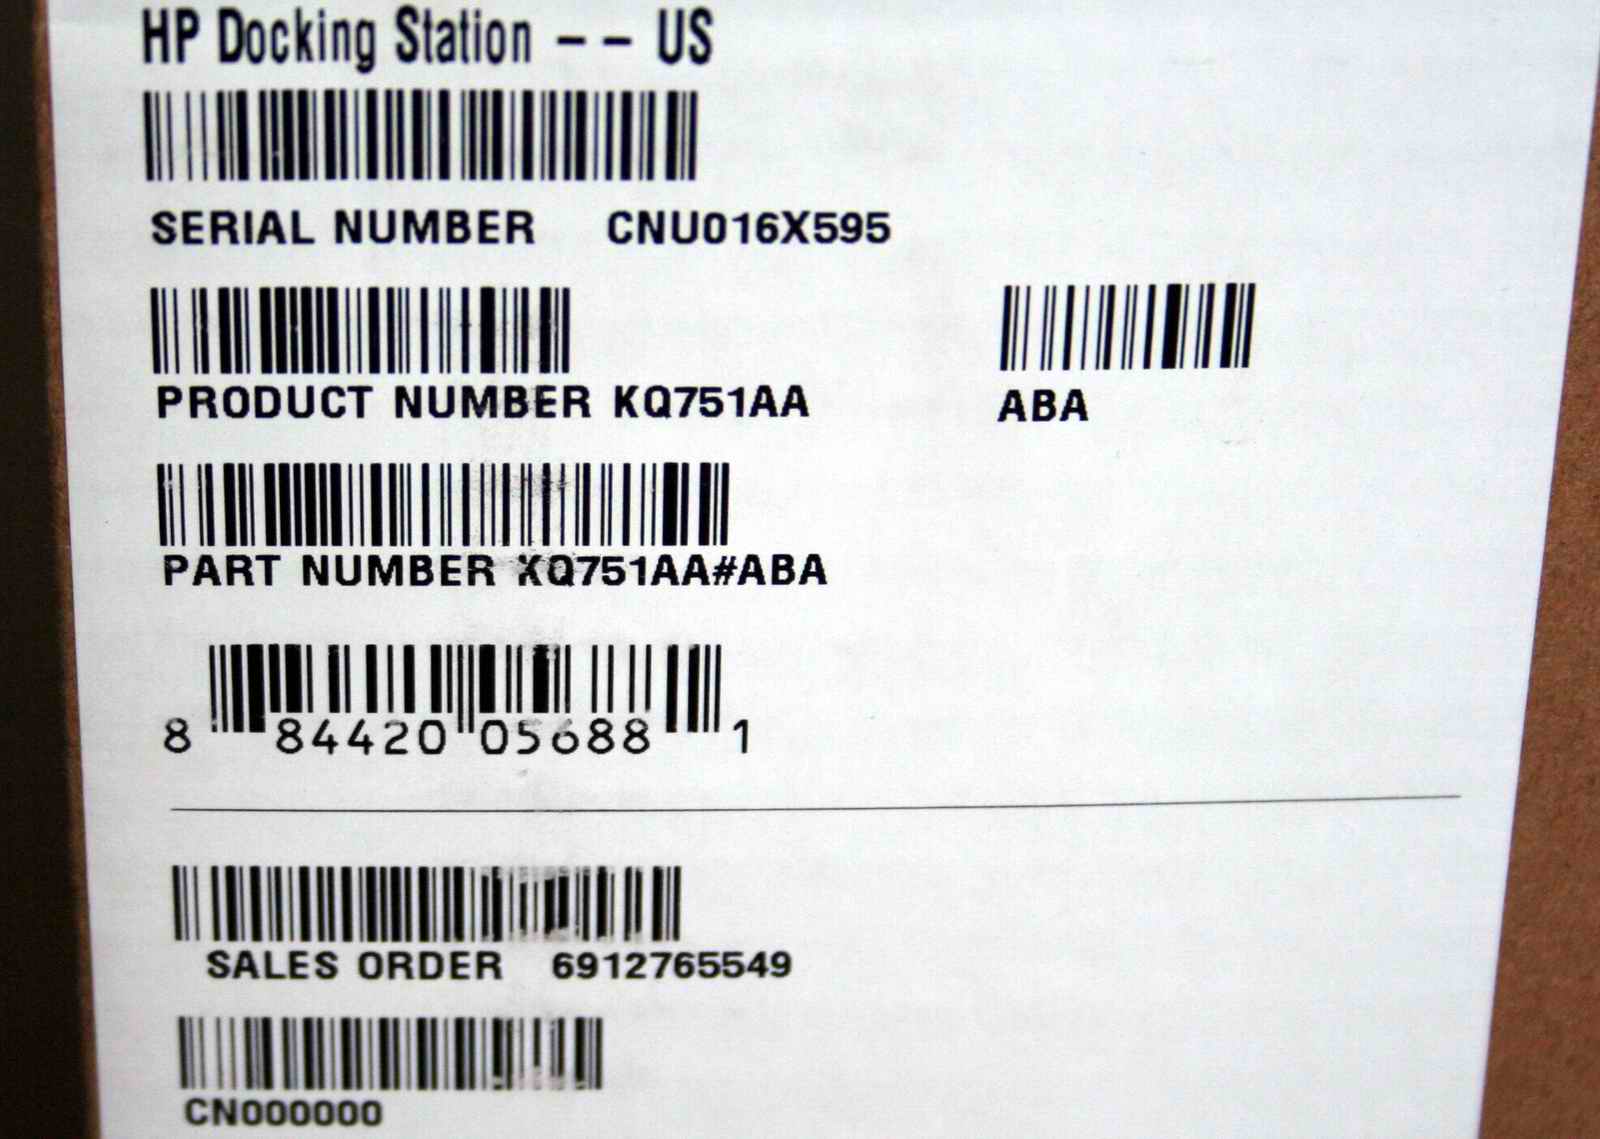 HP Docking Station -- US
SERIAL NUMBER CNU016X595
PRODUCT NUMBER KQ751AA ABA
PART NUMBER KQ751AA#ABA
8 84420 05688 1
SALES ORDER 6912765549
CN000000